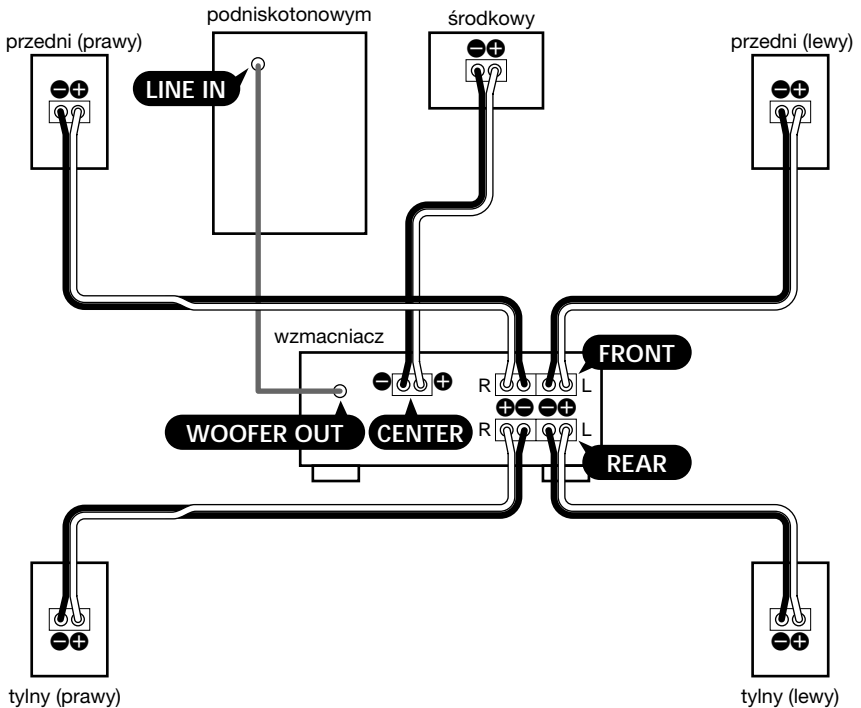 podniskotonowym
środkowy
przedni (prawy)
przedni (lewy)
LINE IN
wzmacniacz
FRONT
R L
WOOFER OUT
CENTER
R L
REAR
tylny (prawy)
tylny (lewy)